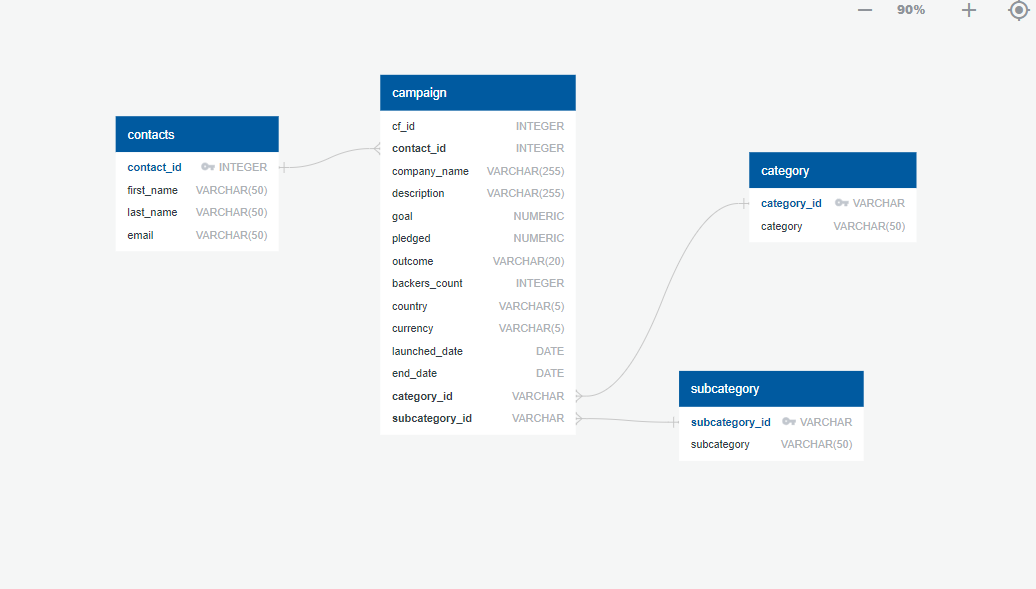 90%
contacts
contact_id INTEGER
first_name VARCHAR(50)
last_name VARCHAR(50)
email VARCHAR(50)
campaign
cf_id INTEGER
contact_id INTEGER
company_name VARCHAR(255)
description VARCHAR(255)
goal NUMERIC
pledged NUMERIC
outcome VARCHAR(20)
backers_count INTEGER
country VARCHAR(5)
currency VARCHAR(5)
launched_date DATE
end_date DATE
category_id VARCHAR
subcategory_id VARCHAR
category
category_id VARCHAR
category VARCHAR(50)
subcategory
subcategory_id VARCHAR
subcategory VARCHAR(50)